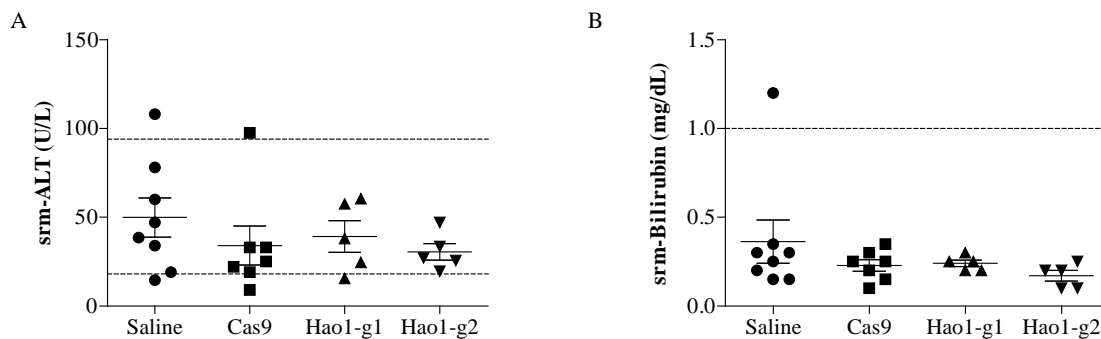 A
srm-ALT (U/L)
150
100
50
0
Saline
Cas9
Hao1-g1
Hao1-g2
B
srm-Bilirubin (mg/dL)
1.5
1.0
0.5
0.0
Saline
Cas9
Hao1-g1
Hao1-g2